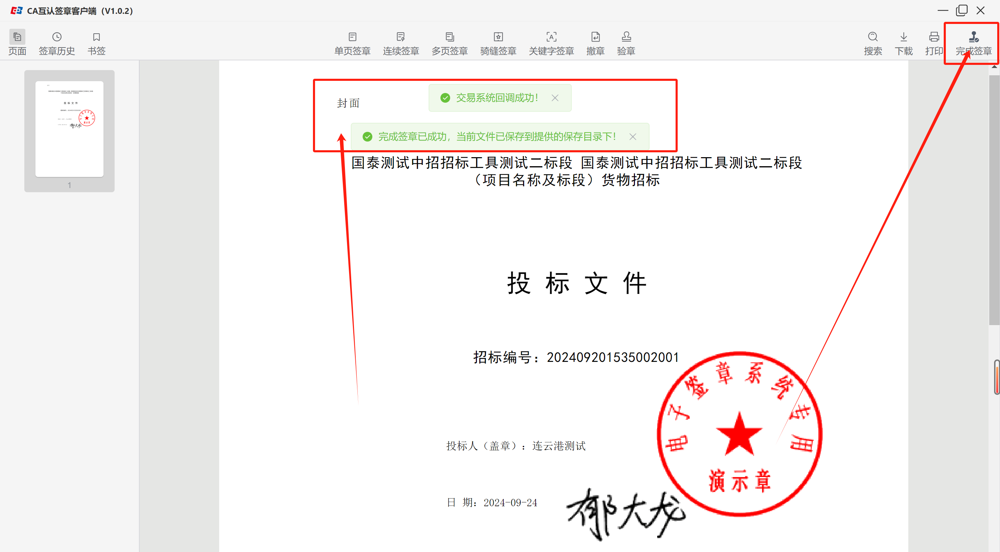 CA互认签章客户端（V1.0.2）
页面 签章历史 书签 单页签章 连续签章 多页签章 骑缝签章 关键字签章 撤章 验章 搜索 下载 打印 完成签章
交易系统回调成功！
封面
完成签章已成功，当前文件已保存到提供的保存目录下！
国泰测试中招招标工具测试二标段 国泰测试中招招标工具测试二标段
（项目名称及标段）货物招标
投 标 文 件
招标编号：202409201535002001
电子签章系统专用
演示章
投标人（盖章）：连云港测试
日 期：2024-09-24
郁大龙
投 标 文 件
演示章
1